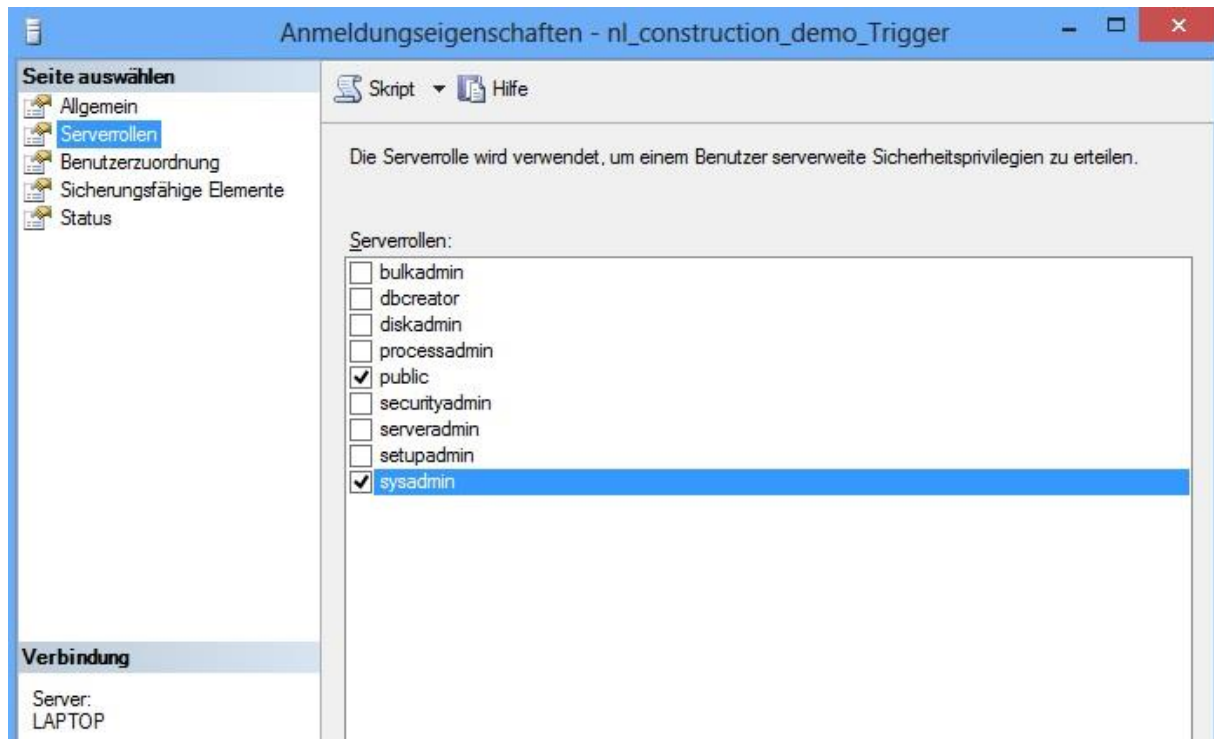 Anmeldungseigenschaften - nl_construction_demo_Trigger
Seite auswählen
Allgemein
Serverrollen
Benutzerzuordnung
Sicherungsfähige Elemente
Status
Skript
Hilfe
Die Serverrolle wird verwendet, um einem Benutzer serverweite Sicherheitsprivilegien zu erteilen.
Serverrollen:
bulkadmin
dbcreator
diskadmin
processadmin
public
securityadmin
serveradmin
setupadmin
sysadmin
Verbindung
Server:
LAPTOP